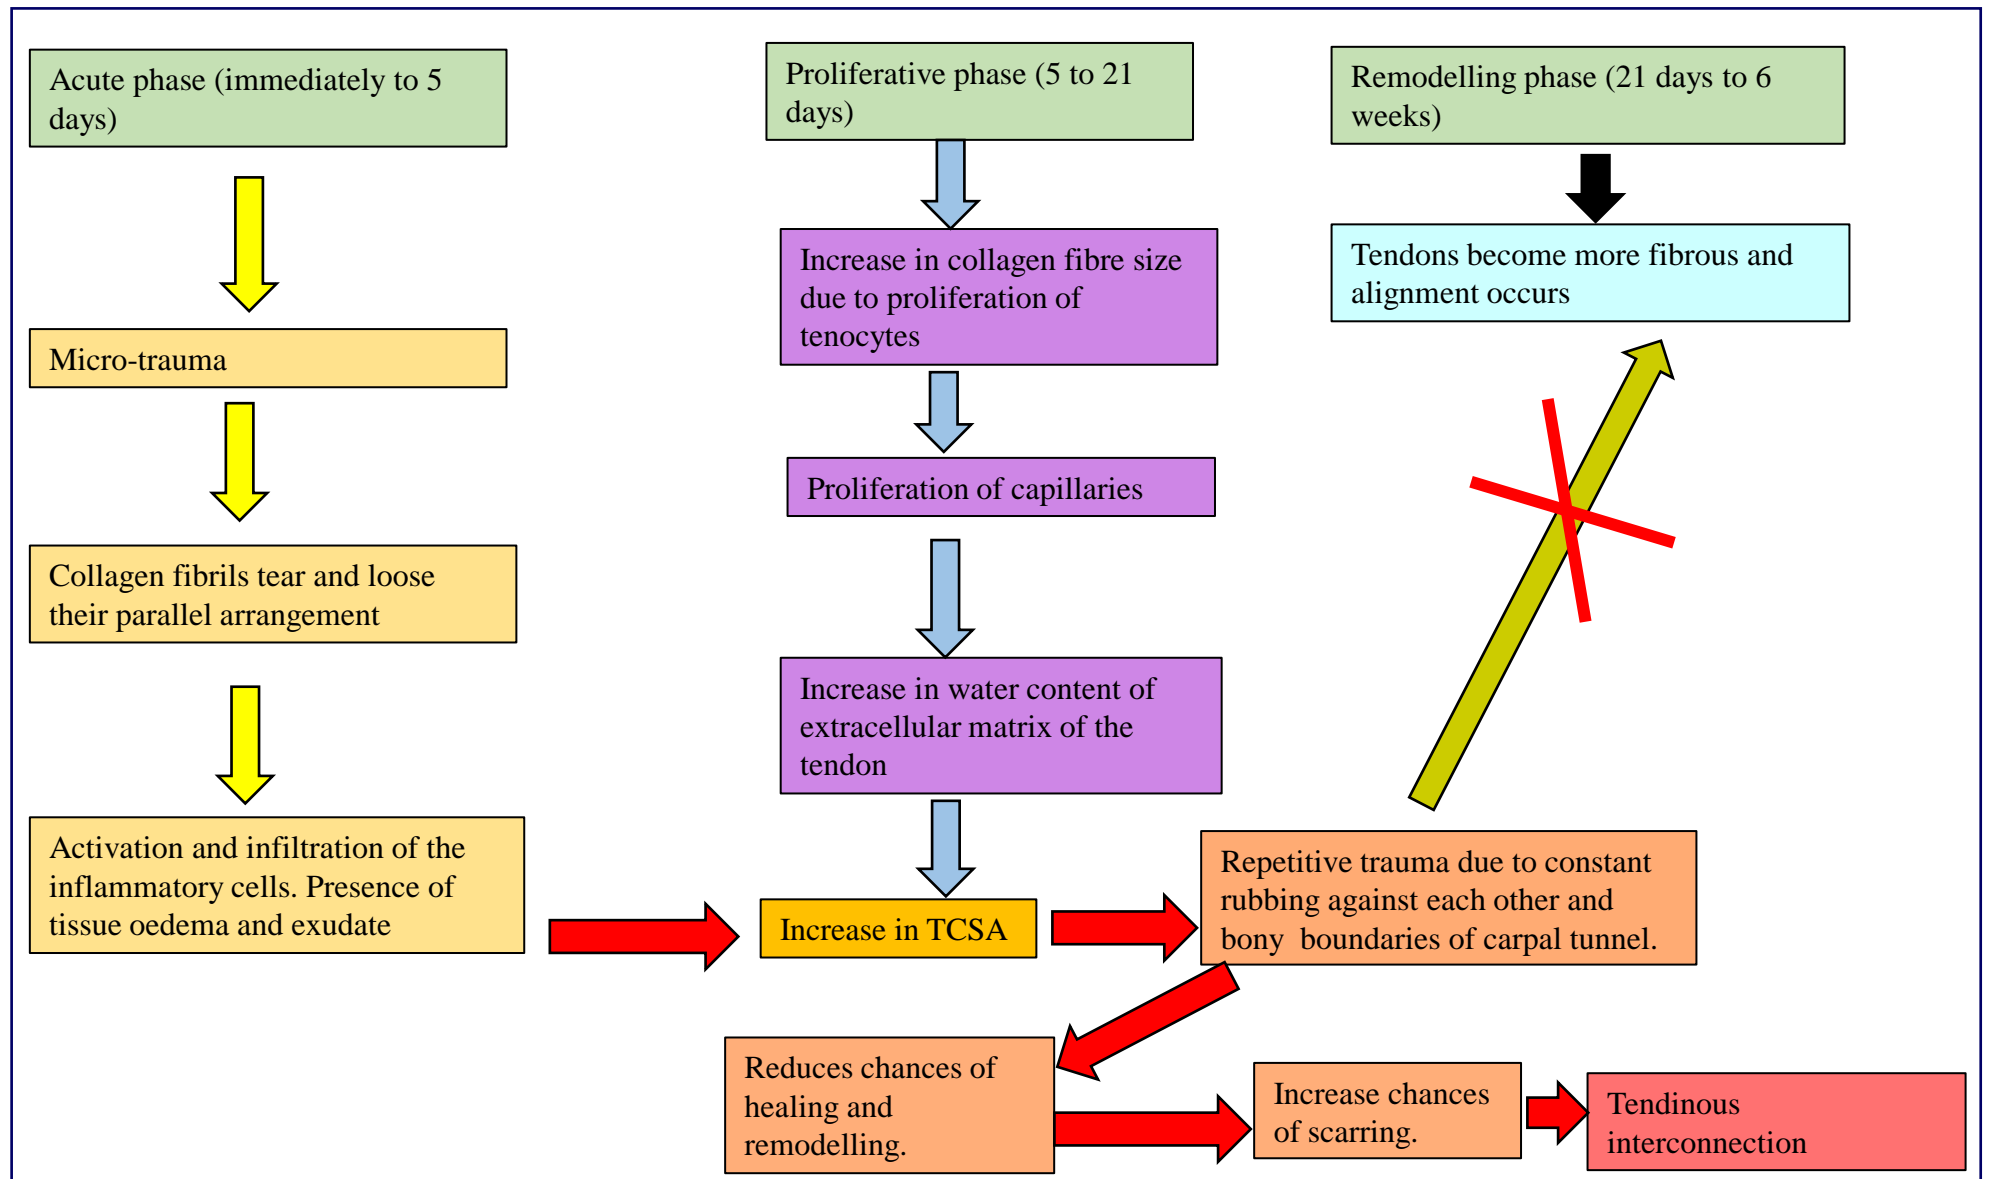 Acute phase (immediately to 5
days)
Micro-trauma
Collagen fibrils tear and loose
their parallel arrangement
Activation and infiltration of the
inflammatory cells. Presence of
tissue oedema and exudate
Proliferative phase (5 to 21
days)
Increase in collagen fibre size
due to proliferation of
tenocytes
Proliferation of capillaries
Increase in water content of
extracellular matrix of the
tendon
Increase in TCSA
Remodelling phase (21 days to 6
weeks)
Tendons become more fibrous and
alignment occurs
Repetitive trauma due to constant
rubbing against each other and
bony boundaries of carpal tunnel.
Reduces chances of
healing and
remodelling.
Increase chances
of scarring.
Tendinous
interconnection